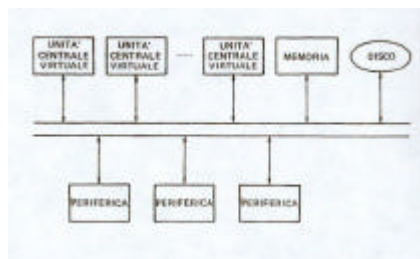 UNITA'
CENTRALE
VIRTUALE
UNITA'
CENTRALE
VIRTUALE
UNITA'
CENTRALE
VIRTUALE
MEMORIA
DISCO
PERIFERICA
PERIFERICA
PERIFERICA